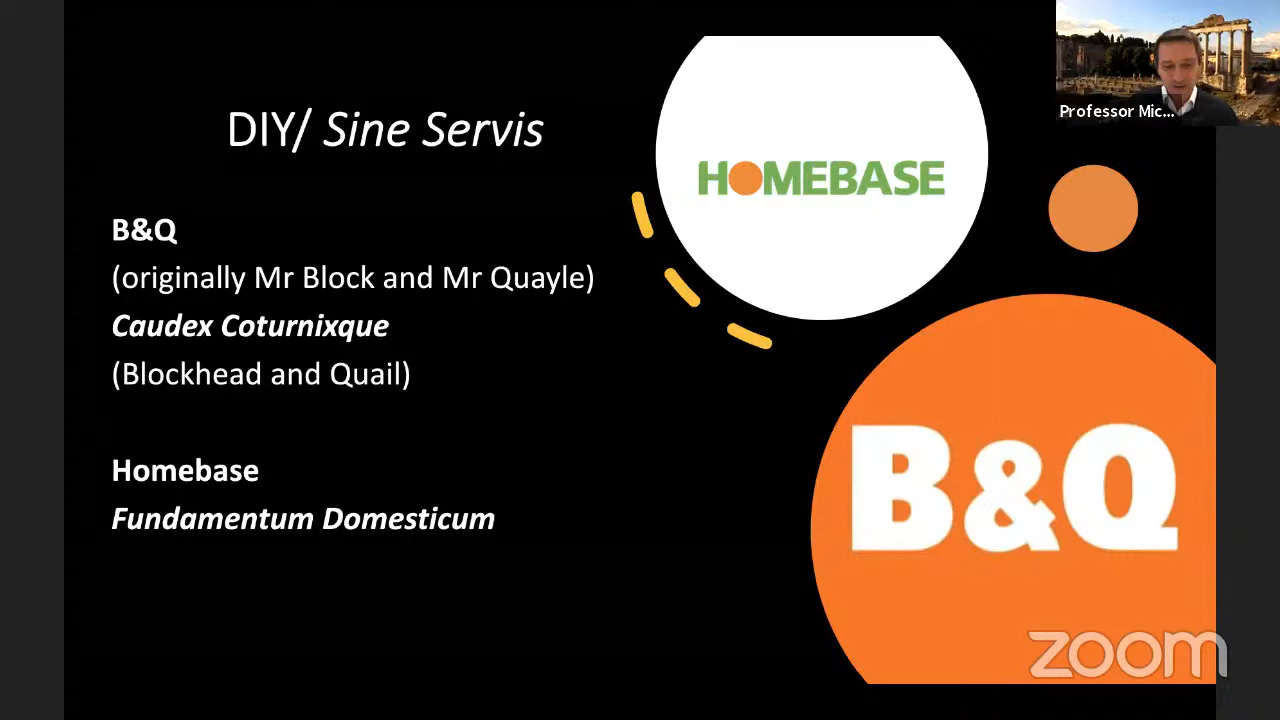 DIY/ Sine Servis
B&Q
(originally Mr Block and Mr Quayle)
Caudex Coturnixque
(Blockhead and Quail)
Homebase
Fundamentum Domesticum
HOMEBASE
B&Q
Professor Mic...
zoom